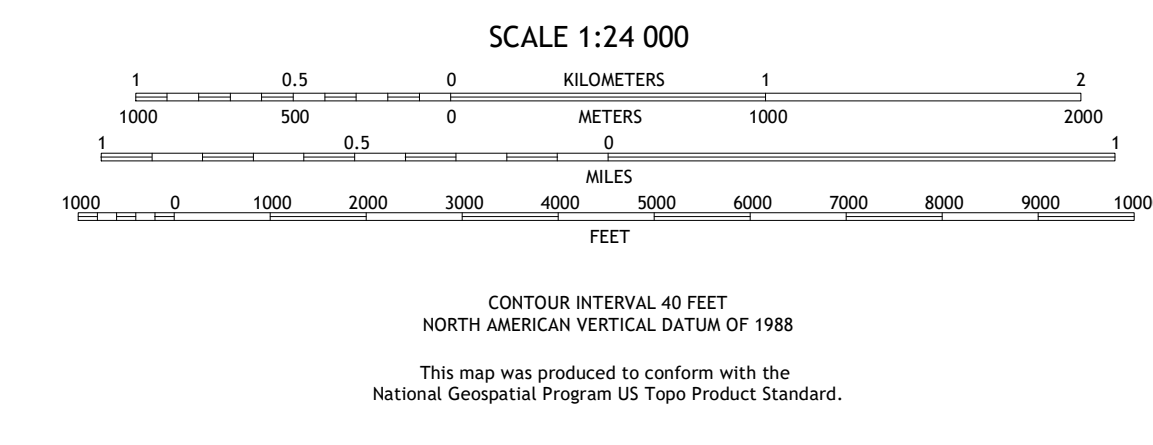 SCALE 1:24 000
1 0.5 0 KILOMETERS 1 2
1000 500 0 METERS 1000 2000
1 0.5 0 1
MILES
1000 0 1000 2000 3000 4000 5000 6000 7000 8000 9000 1000
FEET
CONTOUR INTERVAL 40 FEET
NORTH AMERICAN VERTICAL DATUM OF 1988
This map was produced to conform with the
National Geospatial Program US Topo Product Standard.